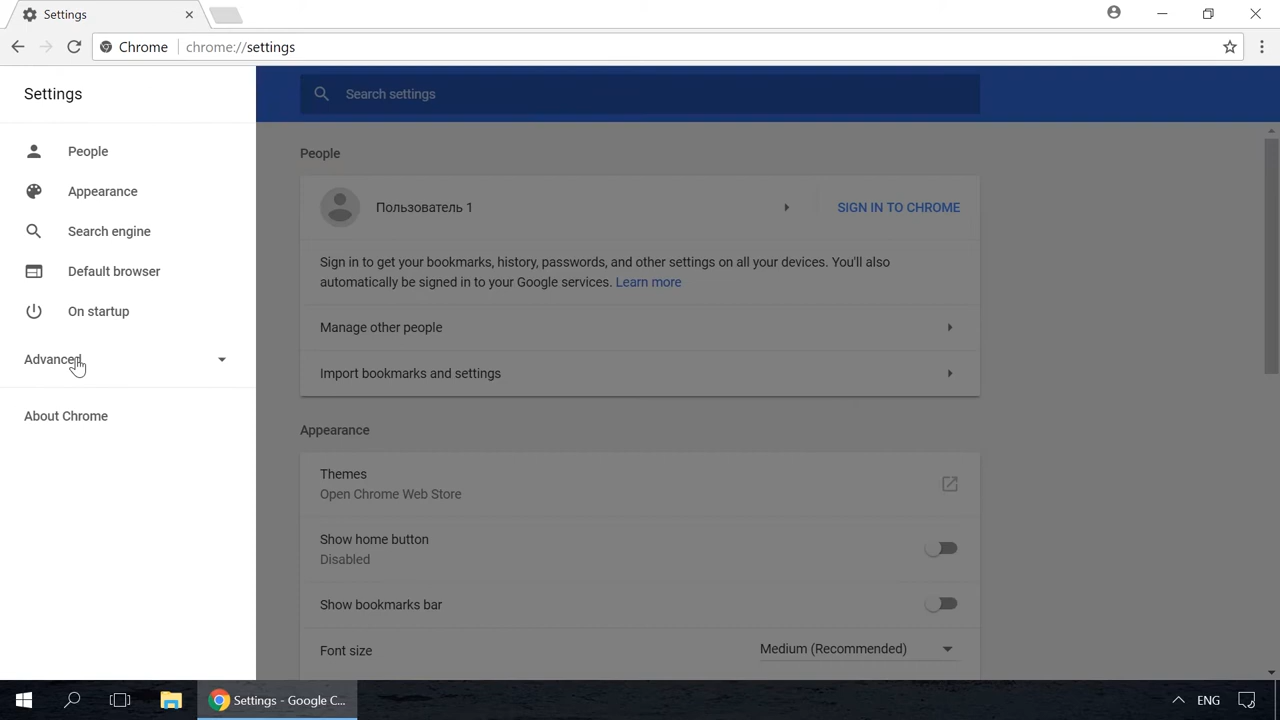 Settings
Chrome
chrome://settings
Settings
People
Appearance
Search engine
Default browser
On startup
Advanced
About Chrome
Search settings
People
Пользователь 1
SIGN IN TO CHROME
Sign in to get your bookmarks, history, passwords, and other settings on all your devices. You'll also
automatically be signed in to your Google services. Learn more
Manage other people
Import bookmarks and settings
Appearance
Themes
Open Chrome Web Store
Show home button
Disabled
Show bookmarks bar
Font size
Medium (Recommended)
Settings - Google C...
ENG